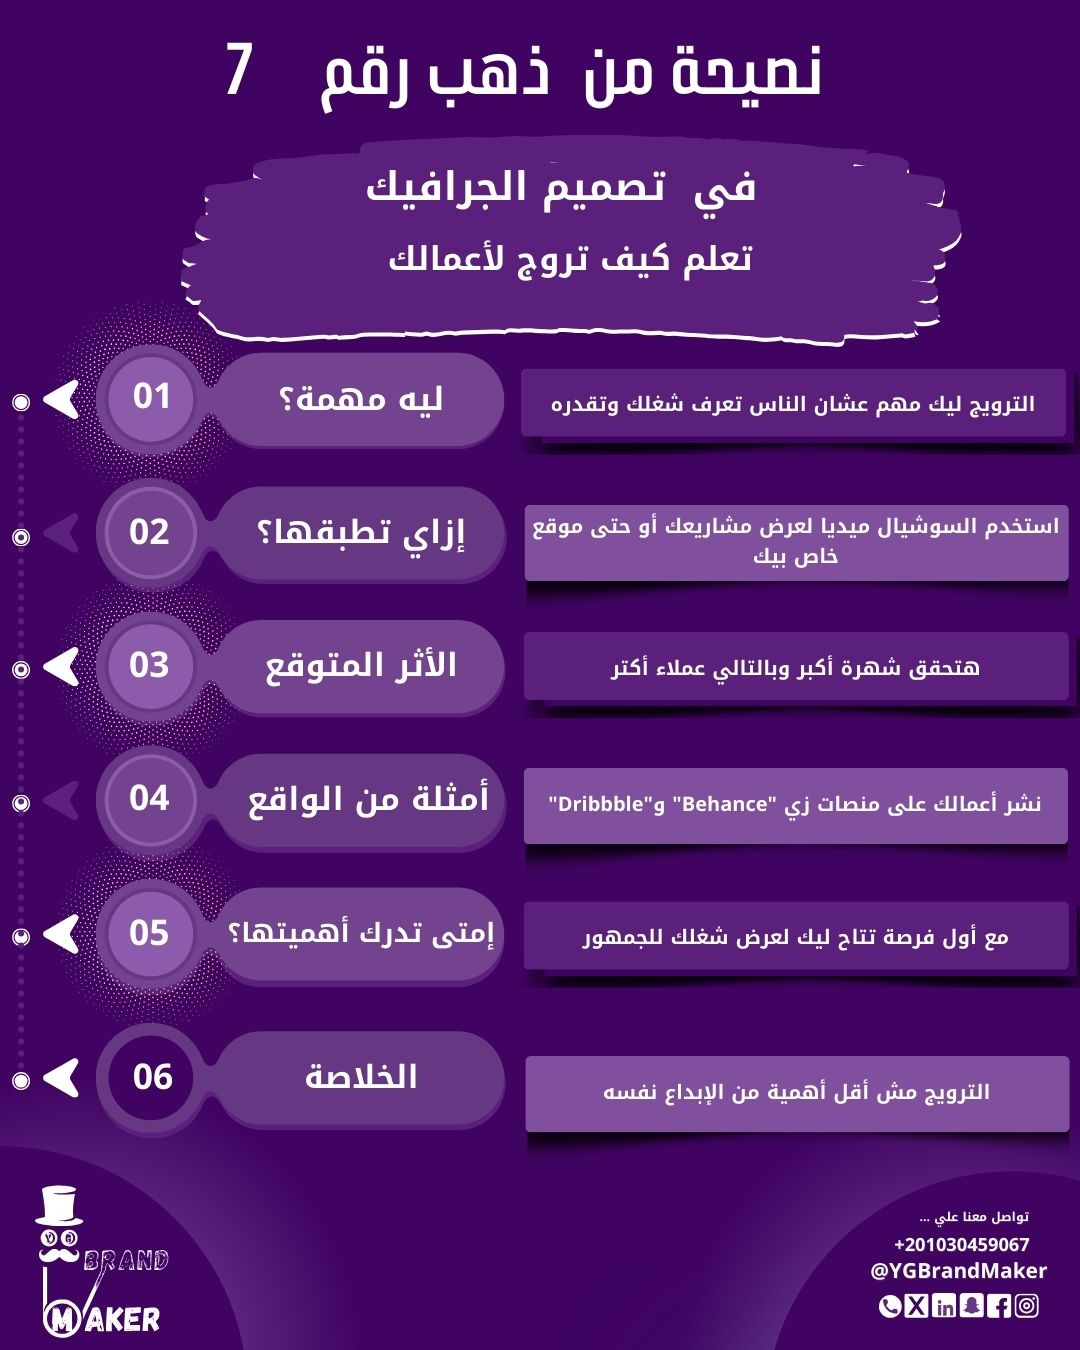 نصيحة من ذهب رقم 7
في تصميم الجرافيك
تعلم كيف تروج لأعمالك
01
ليه مهمة؟
الترويج ليك مهم عشان الناس تعرف شغلك وتقدره
02
إزاي تطبقها؟
استخدم السوشيال ميديا لعرض مشاريعك أو حتى موقع
خاص بيك
03
الأثر المتوقع
هتحقق شهرة أكبر وبالتالي عملاء أكتر
04
أمثلة من الواقع
نشر أعمالك على منصات زي "Behance" و"Dribbble"
05
إمتى تدرك أهميتها؟
مع أول فرصة تتاح ليك لعرض شغلك للجمهور
06
الخلاصة
الترويج مش أقل أهمية من الإبداع نفسه
تواصل معنا علي ...
+201030459067
@YGBrandMaker
BRAND
MAKER